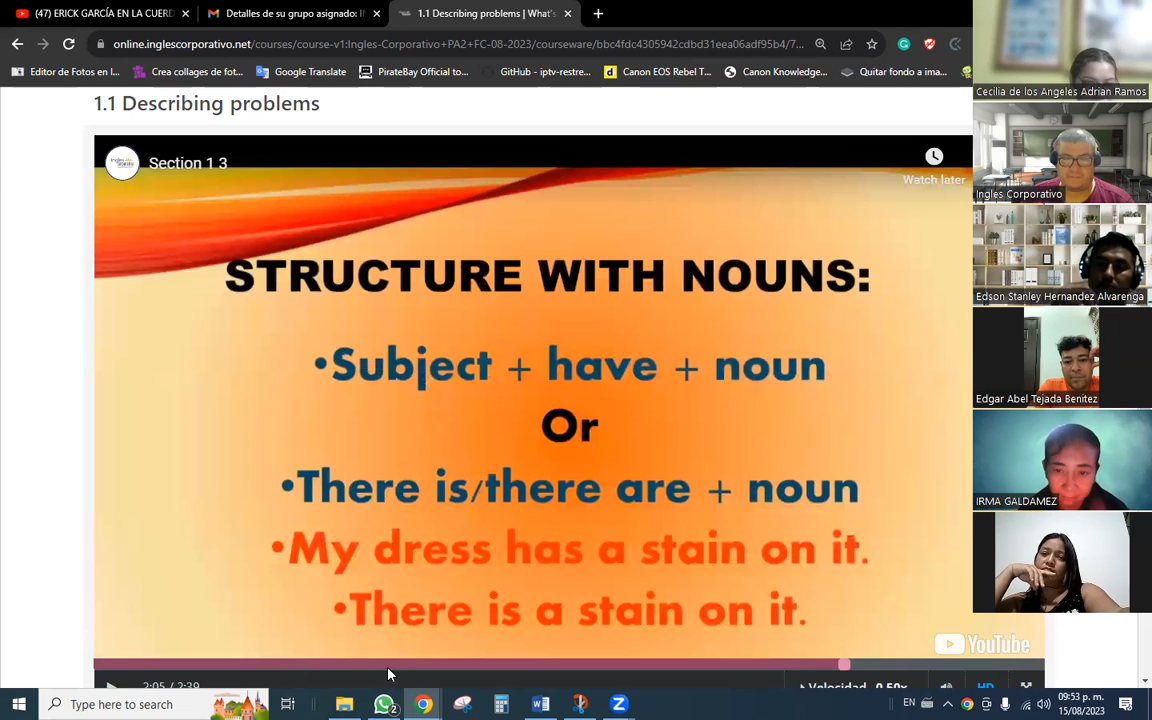 (47) ERICK GARCÍA EN LA CUERD
Detalles de su grupo asignado: IN
1.1 Describing problems | What's
online.inglescorporativo.net/courses/course-v1:Ingles-Corporativo+PA2+FC-08-2023/courseware/bbc4fdc4305942cdbd31eea06adf95b4/7...
Editor de Fotos en l...
Crea collages de fot...
Google Translate
PirateBay Official to...
GitHub - iptv-restre...
Canon EOS Rebel T...
Canon Knowledge...
Quitar fondo a ima...
1.1 Describing problems
Section 1 3
Watch later
STRUCTURE WITH NOUNS:
•Subject + have + noun
Or
•There is/there are + noun
•My dress has a stain on it.
•There is a stain on it.
YouTube
2:05 / 2:39
Velocidad 0.50x
HD
Cecilia de los Angeles Adrian Ramos
Ingles Corporativo
Edson Stanley Hernandez Alvarenga
Edgar Abel Tejada Benitez
IRMA GALDAMEZ
Type here to search
2
EN
09:53 p. m.
15/08/2023